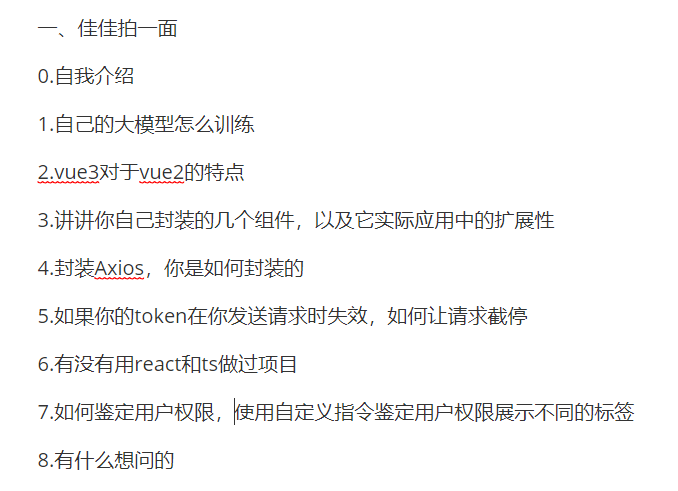 一、佳佳拍一面
0.自我介绍
1.自己的大模型怎么训练
2.vue3对于vue2的特点
3.讲讲你自己封装的几个组件，以及它实际应用中的扩展性
4.封装Axios，你是如何封装的
5.如果你的token在你发送请求时失效，如何让请求截停
6.有没有用react和ts做过项目
7.如何鉴定用户权限，使用自定义指令鉴定用户权限展示不同的标签
8.有什么想问的